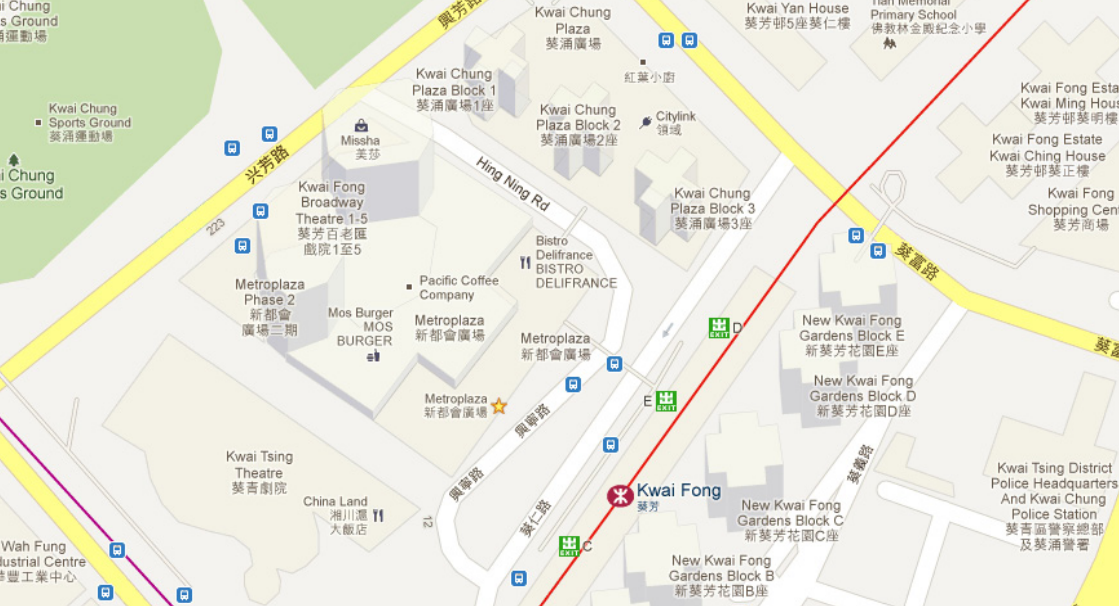 Chung
s Ground
涌運動場
Kwai Chung
Sports Ground
葵涌運動場
Chung
s Ground
興芳路
兴芳路
223
Kwai Chung
Plaza
葵涌廣場
Kwai Chung
Plaza Block 1
葵涌廣場1座
Kwai Chung
Plaza Block 2
葵涌廣場2座
紅葉小廚
Citylink
領域
Kwai Chung
Plaza Block 3
葵涌廣場3座
Kwai Yan House
葵芳邨5座葵仁樓
Memorial
Primary School
佛教林金殿紀念小學
Kwai Fong Esta
Kwai Ming Hous
葵芳邨葵明樓
Kwai Fong Estate
Kwai Ching House
葵芳邨葵正樓
Kwai Fong
Shopping Cent
葵芳商場
Missha
美莎
Hing Ning Rd
Kwai Fong
Broadway
Theatre 1-5
葵芳百老匯
戲院1至5
Bistro
Delifrance
BISTRO
DELIFRANCE
Metroplaza
Phase 2
新都會
廣場二期
Pacific Coffee
Company
Mos Burger
MOS
BURGER
Metroplaza
新都會廣場
Metroplaza
新都會廣場
Metroplaza
新都會廣場
葵富路
葵富
D
EXIT
E
EXIT
New Kwai Fong
Gardens Block E
新葵芳花園E座
New Kwai Fong
Gardens Block D
新葵芳花園D座
興寧路
興寧路
葵仁路
葵義路
12
Kwai Tsing
Theatre
葵青劇院
China Land
湘川滬
大飯店
Kwai Fong
葵芳
C
EXIT
New Kwai Fong
Gardens Block C
新葵芳花園C座
New Kwai Fong
Gardens Block B
新葵芳花園B座
Kwai Tsing District
Police Headquarters
And Kwai Chung
Police Station
葵青區警察總部
及葵涌警署
Wah Fung
dustrial Centre
華豐工業中心